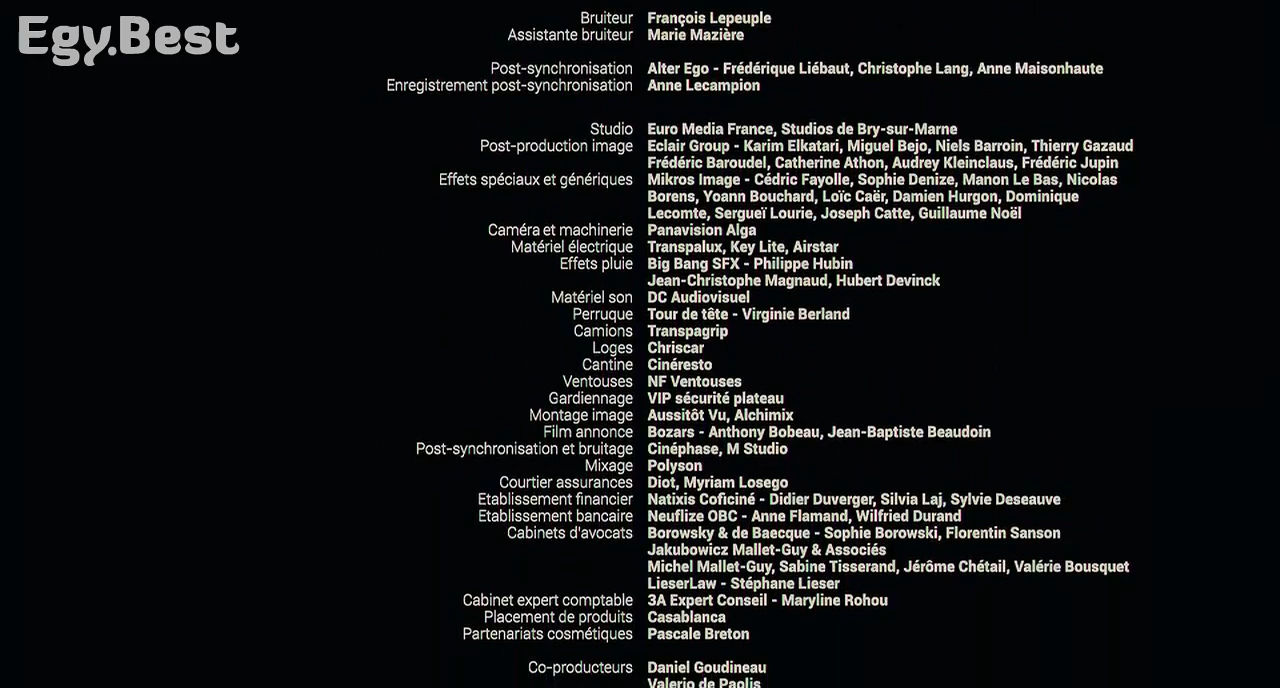 Egy.Best
Bruiteur François Lepeuple
Assistante bruiteur Marie Mazière
Post-synchronisation Alter Ego - Frédérique Liébaut, Christophe Lang, Anne Maisonhaute
Enregistrement post-synchronisation Anne Lecampion
Studio Euro Media France, Studios de Bry-sur-Marne
Post-production image Eclair Group - Karim Elkatari, Miguel Bejo, Niels Barroin, Thierry Gazaud
Frédéric Baroudel, Catherine Athon, Audrey Kleinclaus, Frédéric Jupin
Effets spéciaux et génériques Mikros Image - Cédric Fayolle, Sophie Denize, Manon Le Bas, Nicolas
Borens, Yoann Bouchard, Loïc Caër, Damien Hurgon, Dominique
Lecomte, Sergueï Lourie, Joseph Catte, Guillaume Noël
Caméra et machinerie Panavision Alga
Matériel électrique Transpalux, Key Lite, Airstar
Effets pluie Big Bang SFX - Philippe Hubin
Jean-Christophe Magnaud, Hubert Devinck
Matériel son DC Audiovisuel
Perruque Tour de tête - Virginie Berland
Camions Transpagrip
Loges Chriscar
Cantine Cinéresto
Ventouses NF Ventouses
Gardiennage VIP sécurité plateau
Montage image Aussitôt Vu, Alchimix
Film annonce Bozars - Anthony Bobeau, Jean-Baptiste Beaudoin
Post-synchronisation et bruitage Cinéphase, M Studio
Mixage Polyson
Courtier assurances Diot, Myriam Losego
Etablissement financier Natixis Coficiné - Didier Duverger, Silvia Laj, Sylvie Deseauve
Etablissement bancaire Neuflize OBC - Anne Flamand, Wilfried Durand
Cabinets d'avocats Borowsky & de Baecque - Sophie Borowski, Florentin Sanson
Jakubowicz Mallet-Guy & Associés
Michel Mallet-Guy, Sabine Tisserand, Jérôme Chétail, Valérie Bousquet
LieserLaw - Stéphane Lieser
Cabinet expert comptable 3A Expert Conseil - Maryline Rohou
Placement de produits Casablanca
Partenariats cosmétiques Pascale Breton
Co-producteurs Daniel Goudineau
Valerio de Paolis